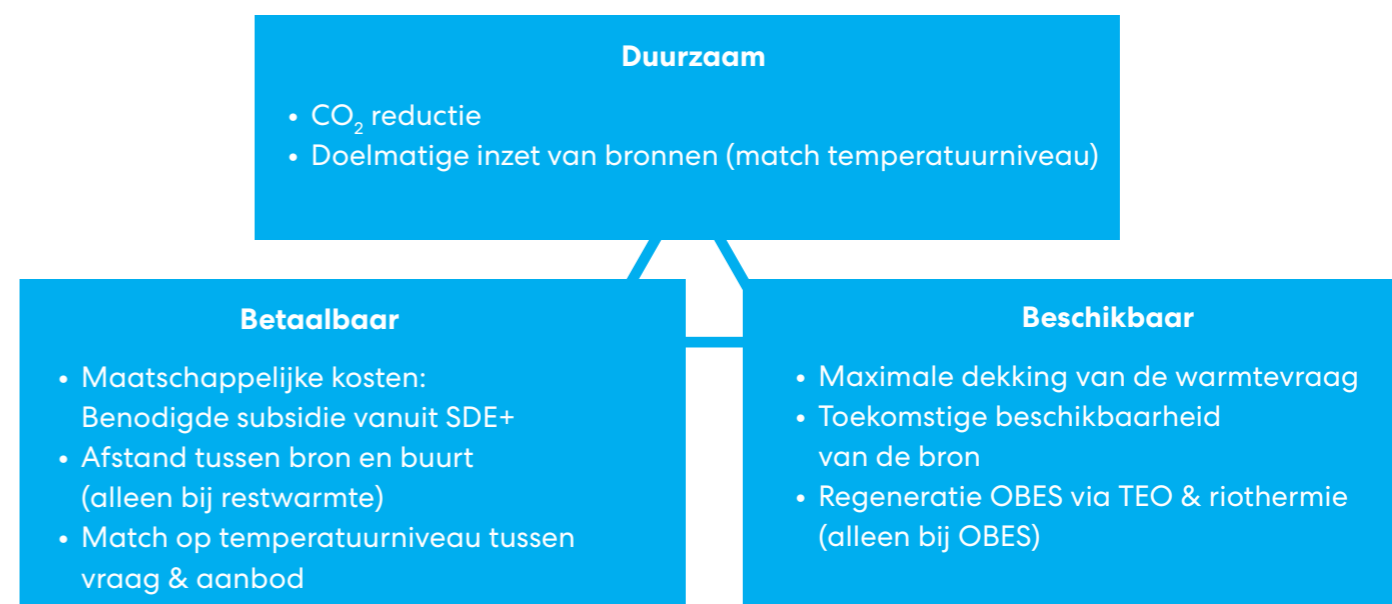 Duurzaam
• CO₂ reductie
• Doelmatige inzet van bronnen (match temperatuurniveau)
Betaalbaar
• Maatschappelijke kosten:
Benodigde subsidie vanuit SDE+
• Afstand tussen bron en buurt
(alleen bij restwarmte)
• Match op temperatuurniveau tussen
vraag & aanbod
Beschikbaar
• Maximale dekking van de warmtevraag
• Toekomstige beschikbaarheid
van de bron
• Regeneratie OBES via TEO & riothermie
(alleen bij OBES)